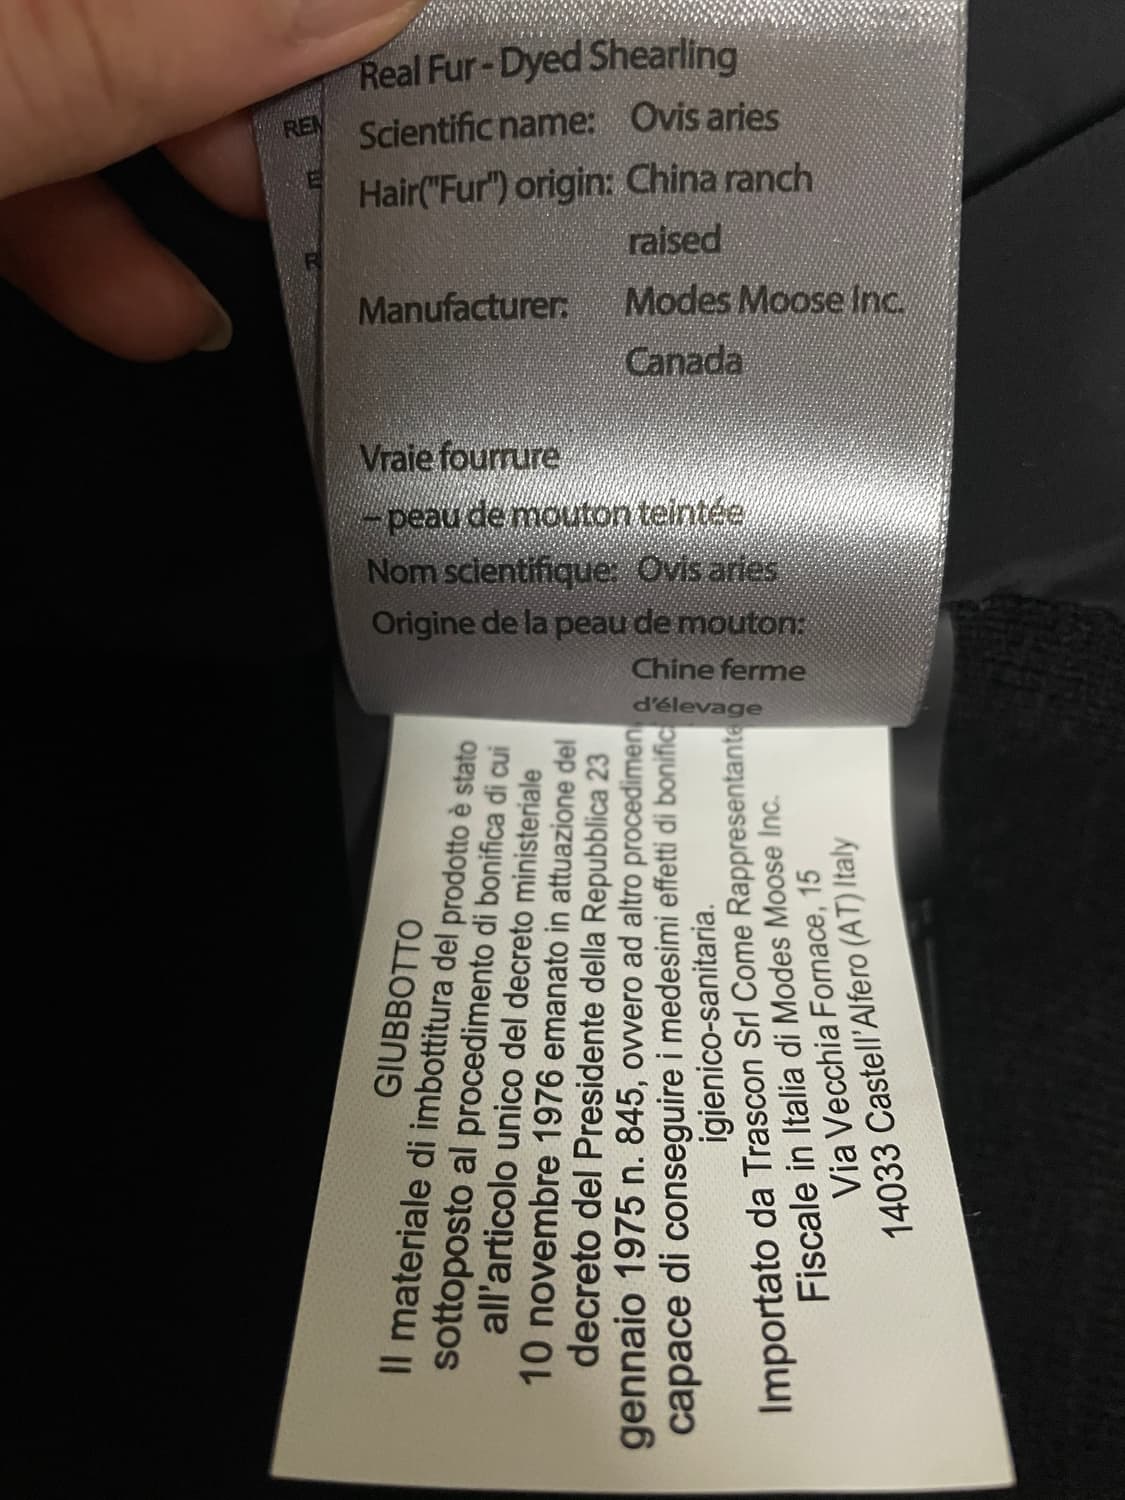 Real Fur - Dyed Shearling
Scientific name: Ovis aries
Hair("Fur") origin: China ranch
raised
Manufacturer: Modes Moose Inc.
Canada
Vraie fourrure
– peau de mouton teintée
Nom scientifique: Ovis aries
Origine de la peau de mouton:
Chine ferme
d'élevage
GIUBBOTTO
Il materiale di imbottitura del prodotto è stato
sottoposto al procedimento di bonifica di cui
all'articolo unico del decreto ministeriale
10 novembre 1976 emanato in attuazione del
decreto del Presidente della Repubblica 23
gennaio 1975 n. 845, ovvero ad altro procedimen
capace di conseguire i medesimi effetti di bonific
igienico-sanitaria.
Importato da Trascon Srl Come Rappresentante
Fiscale in Italia di Modes Moose Inc.
Via Vecchia Fornace, 15
14033 Castell'Alfero (AT) Italy